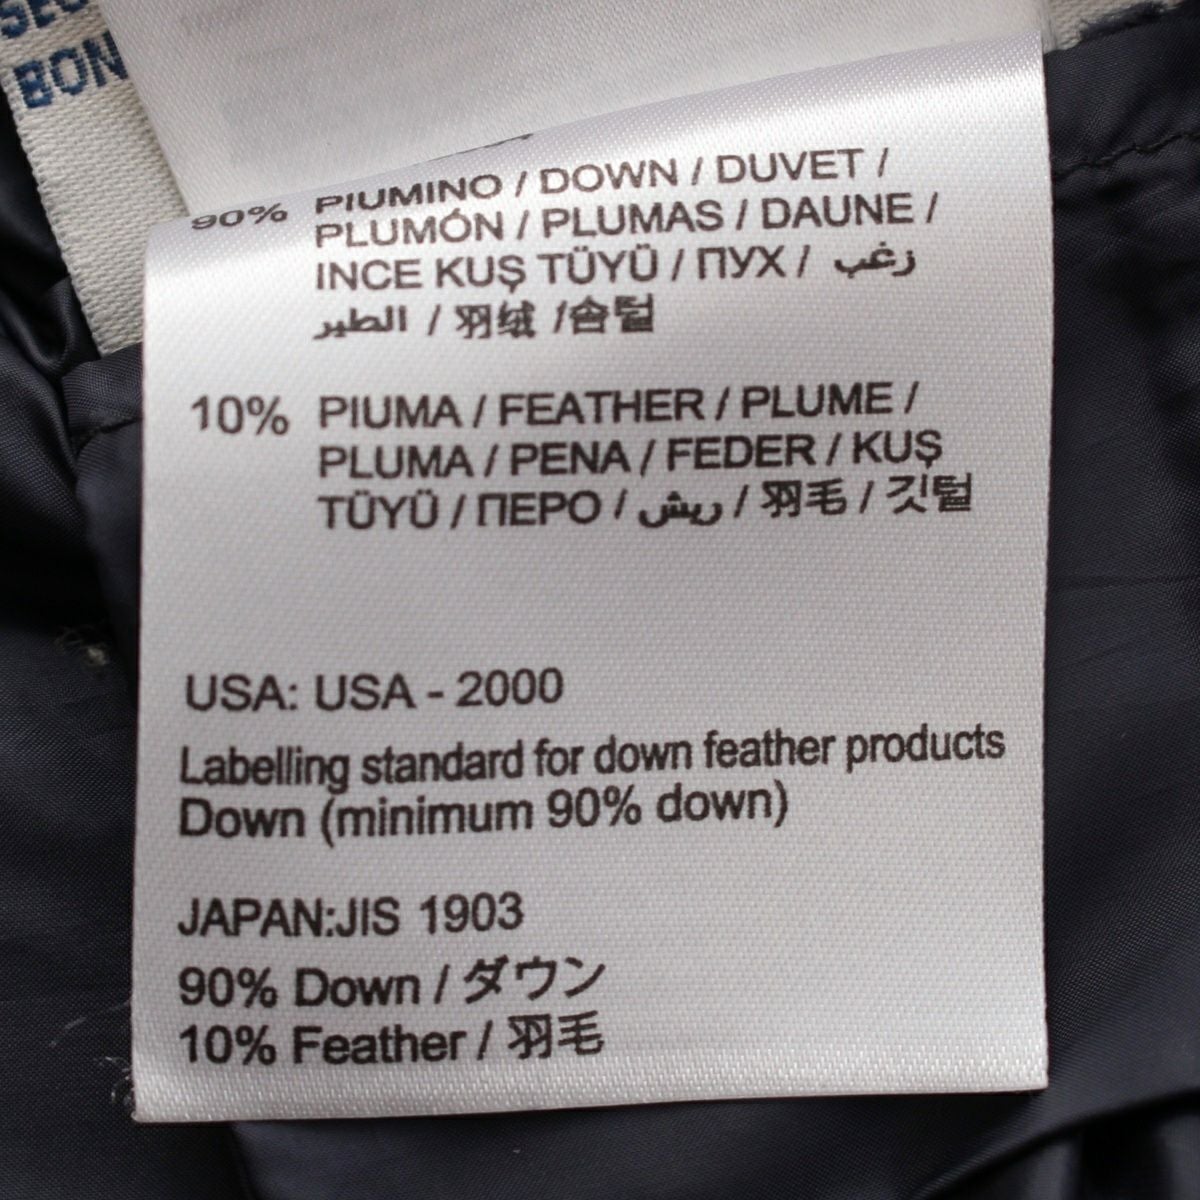 BON
90% PIUMINO / DOWN / DUVET /
PLUMÓN / PLUMAS / DAUNE /
INCE KUŞ TÜYÜ / ПУХ / زغب
الطير / 羽绒 /솜털
10% PIUMA / FEATHER / PLUME /
PLUMA / PENA / FEDER / KUŞ
TÜYÜ / ПЕРО / ريش / 羽毛 / 깃털
USA: USA - 2000
Labelling standard for down feather products
Down (minimum 90% down)
JAPAN:JIS 1903
90% Down / ダウン
10% Feather / 羽毛